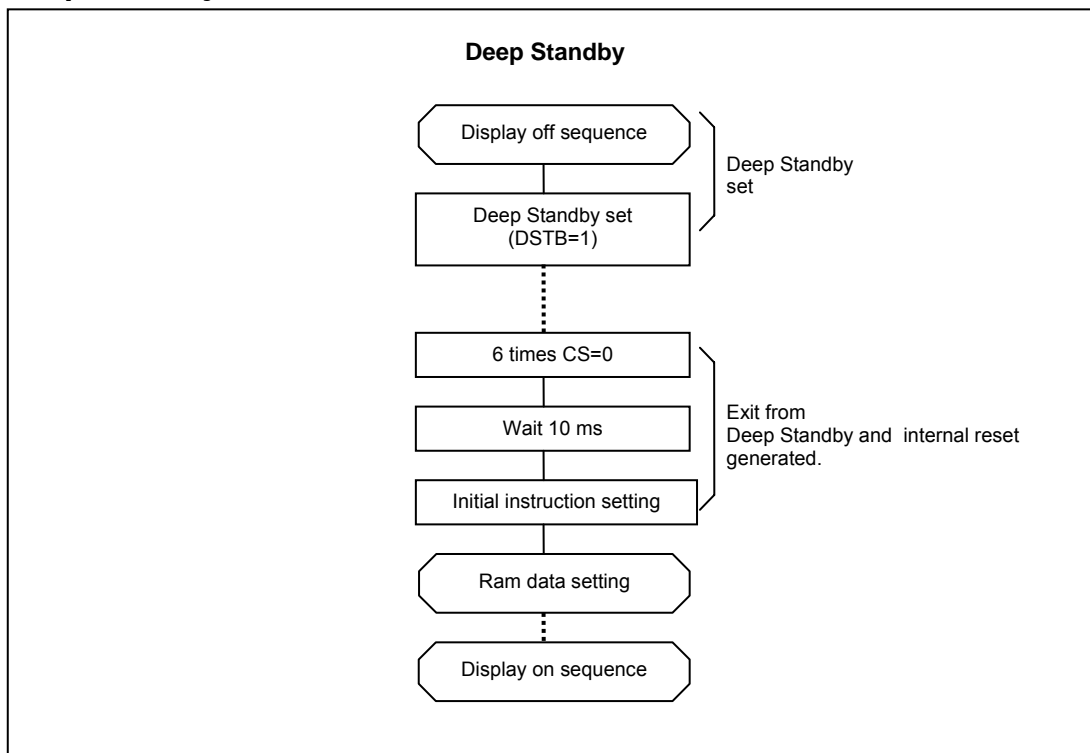 Deep Standby
Display off sequence
Deep Standby set
(DSTB=1)
Deep Standby
set
6 times CS=0
Wait 10 ms
Initial instruction setting
Exit from
Deep Standby and internal reset
generated.
Ram data setting
Display on sequence